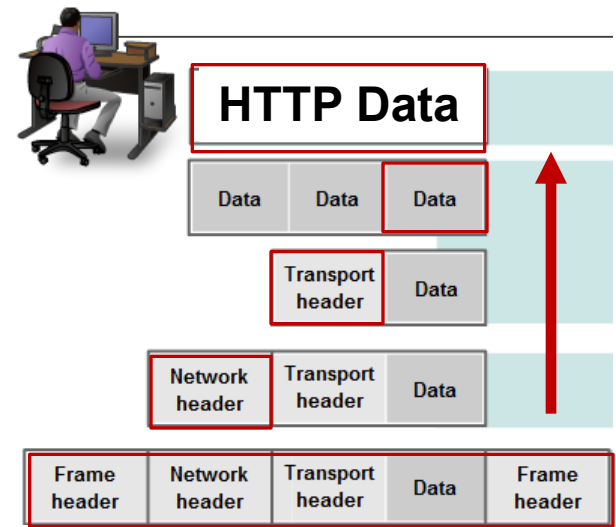 HTTP Data
Data Data Data
Transport header Data
Network header Transport header Data
Frame header Network header Transport header Data Frame header